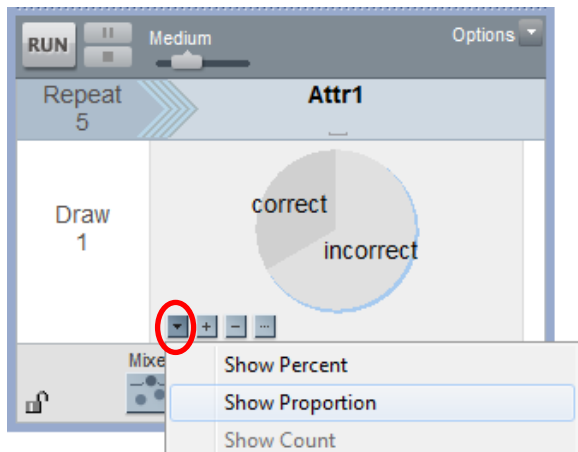 RUN Medium Options
Repeat Attr1
5
Draw
1
correct
incorrect
Show Percent
Show Proportion
Show Count